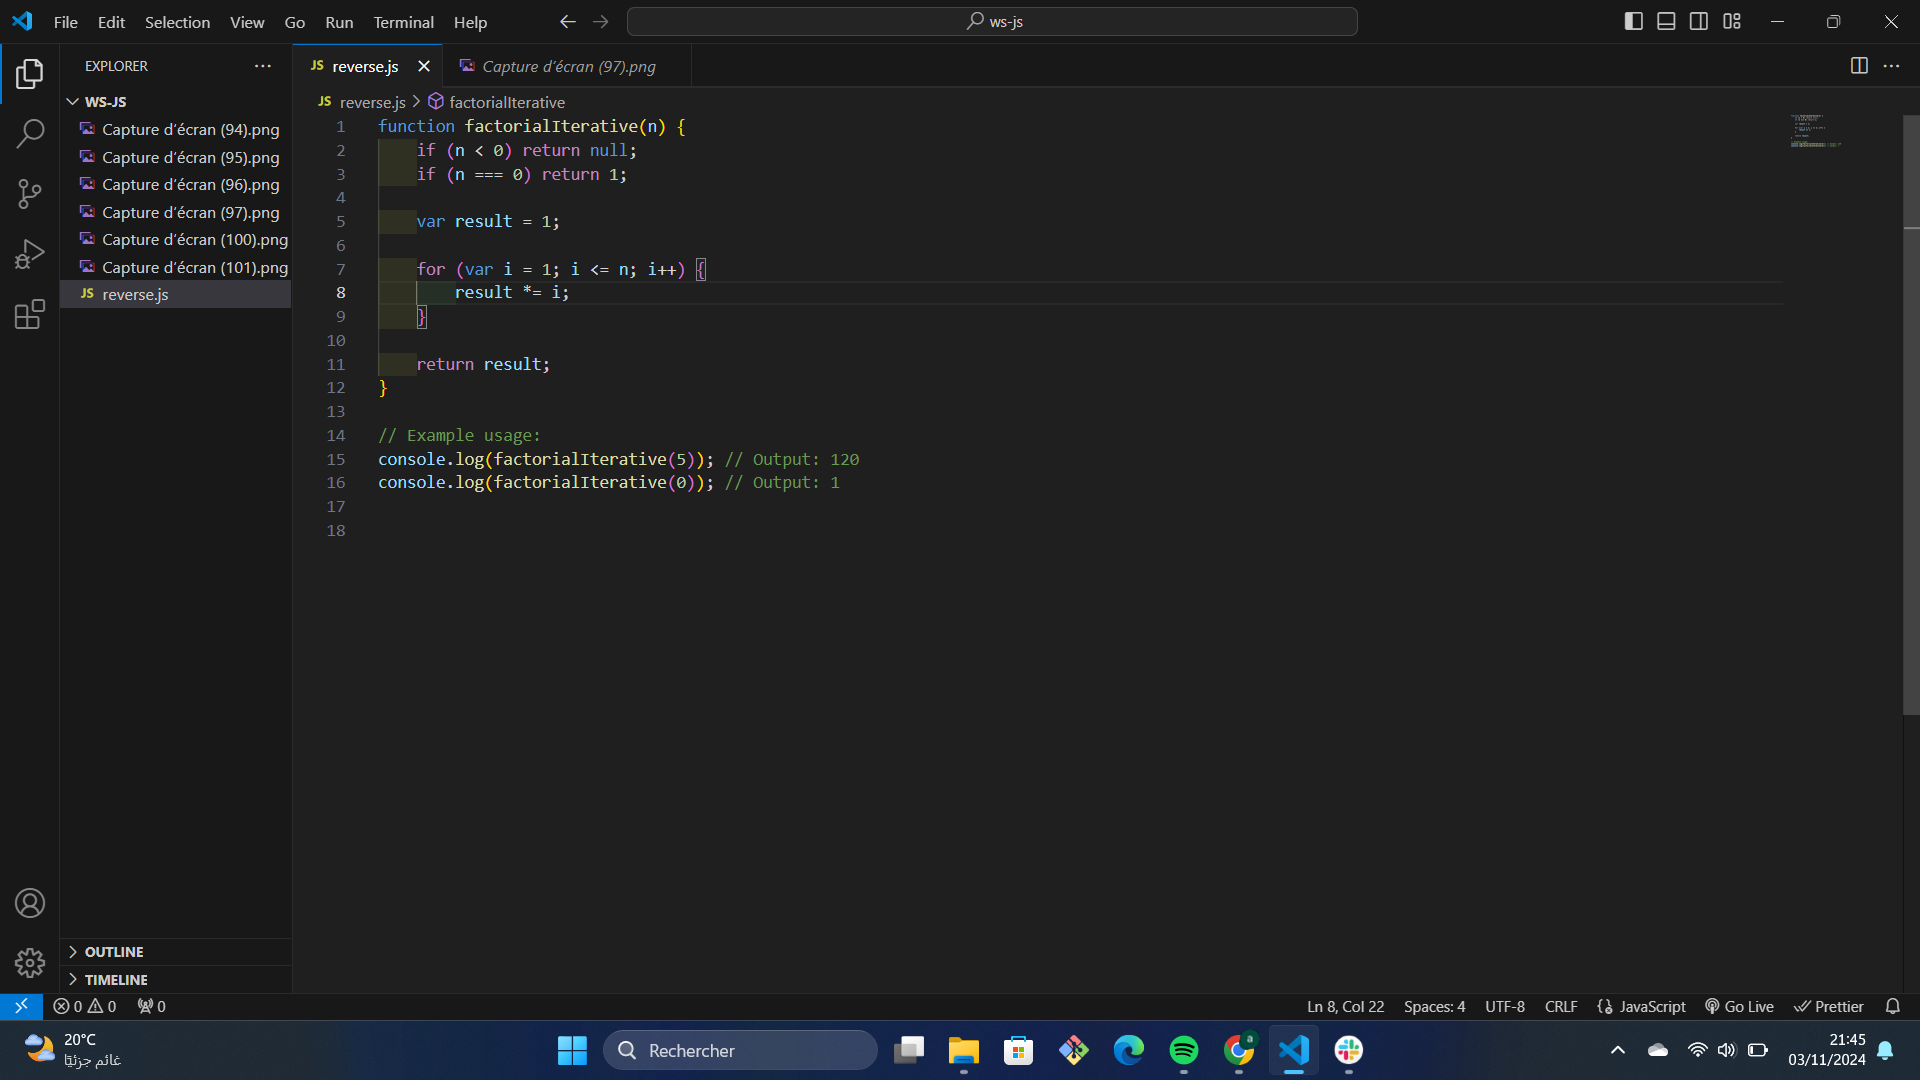 File Edit Selection View Go Run Terminal Help
ws-js
EXPLORER
WS-JS
Capture d’écran (94).png
Capture d’écran (95).png
Capture d’écran (96).png
Capture d’écran (97).png
Capture d’écran (100).png
Capture d’écran (101).png
JS reverse.js
OUTLINE
TIMELINE
JS reverse.js
Capture d’écran (97).png
JS reverse.js > factorialIterative
1 function factorialIterative(n) {
2     if (n < 0) return null;
3     if (n === 0) return 1;
4
5     var result = 1;
6
7     for (var i = 1; i <= n; i++) {
8         result *= i;
9     }
10
11     return result;
12 }
13
14 // Example usage:
15 console.log(factorialIterative(5)); // Output: 120
16 console.log(factorialIterative(0)); // Output: 1
17
18
0 0 0
Ln 8, Col 22 Spaces: 4 UTF-8 CRLF {} JavaScript Go Live Prettier
20°C
غائم جزئيًا
Rechercher
a
21:45
03/11/2024